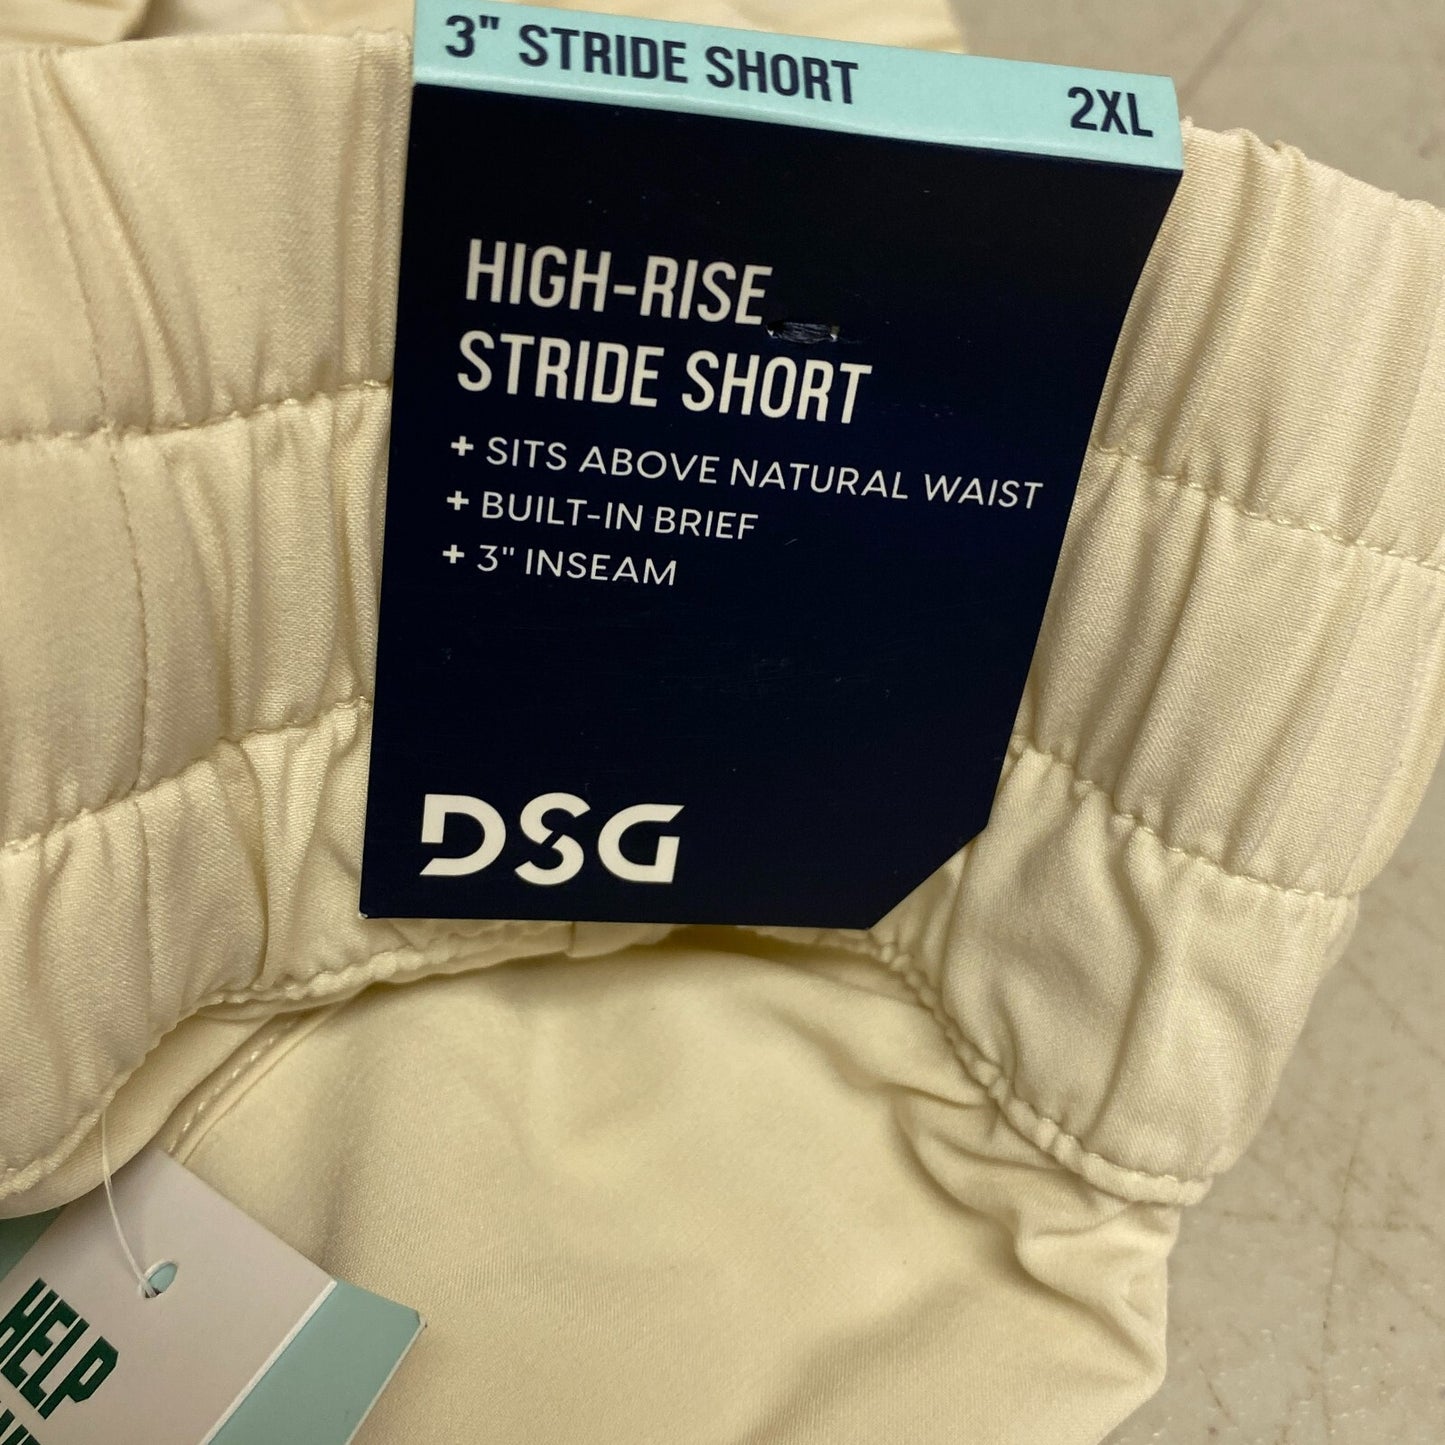 3" STRIDE SHORT 2XL
HIGH-RISE
STRIDE SHORT
+ SITS ABOVE NATURAL WAIST
+ BUILT-IN BRIEF
+ 3" INSEAM
DSG
HELP